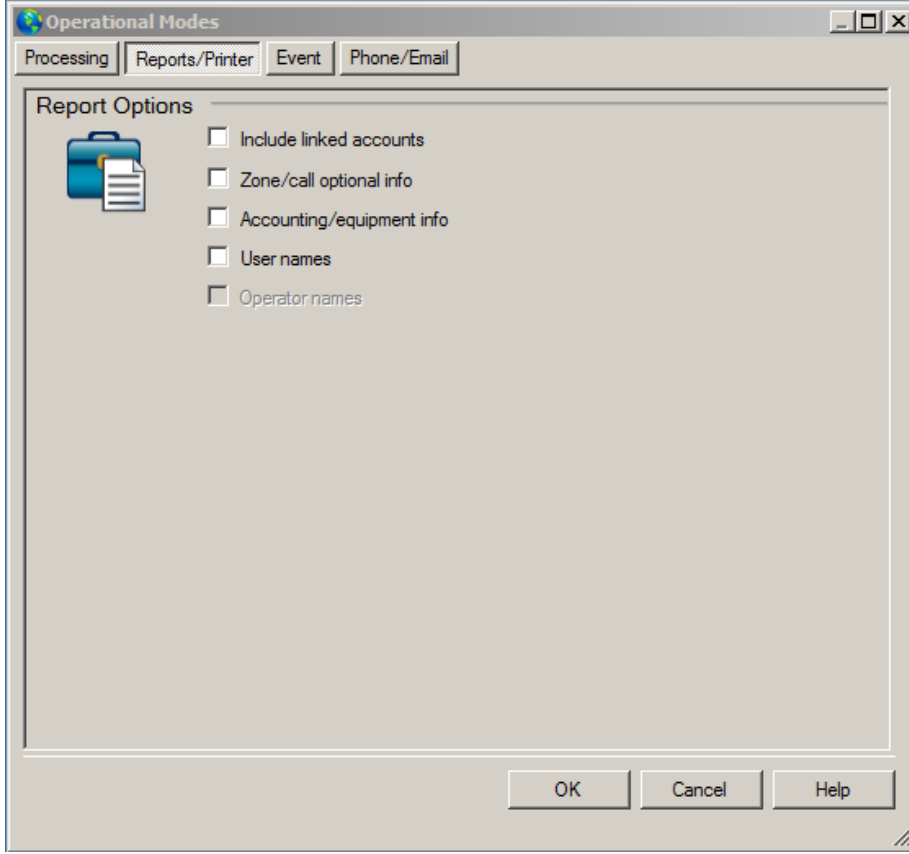 Operational Modes
Processing Reports/Printer Event Phone/Email
Report Options
Include linked accounts
Zone/call optional info
Accounting/equipment info
User names
Operator names
OK Cancel Help